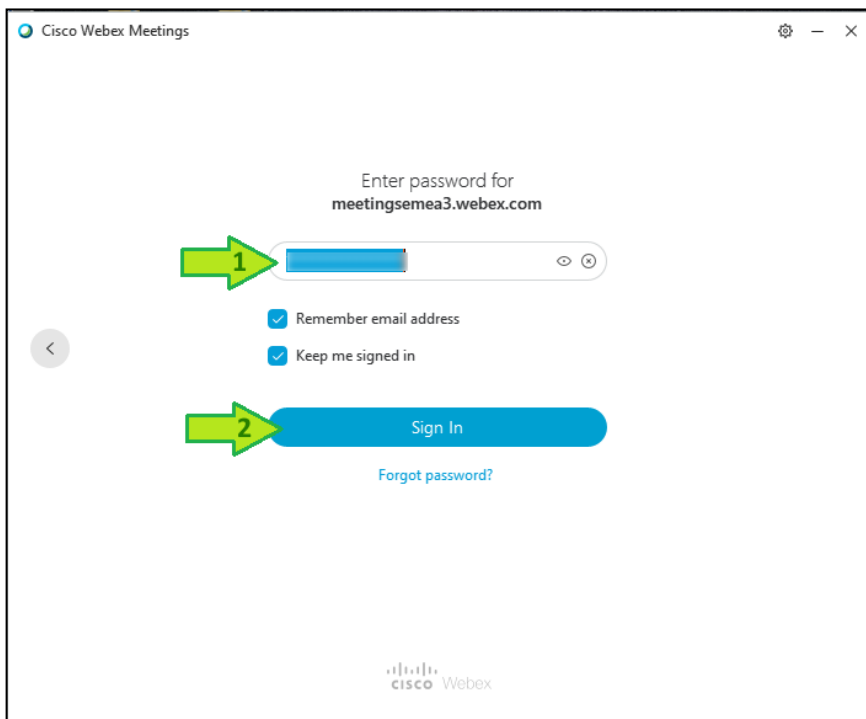 Cisco Webex Meetings
Enter password for
meetingsemea3.webex.com
1
Remember email address
Keep me signed in
2
Sign In
Forgot password?
cisco Webex